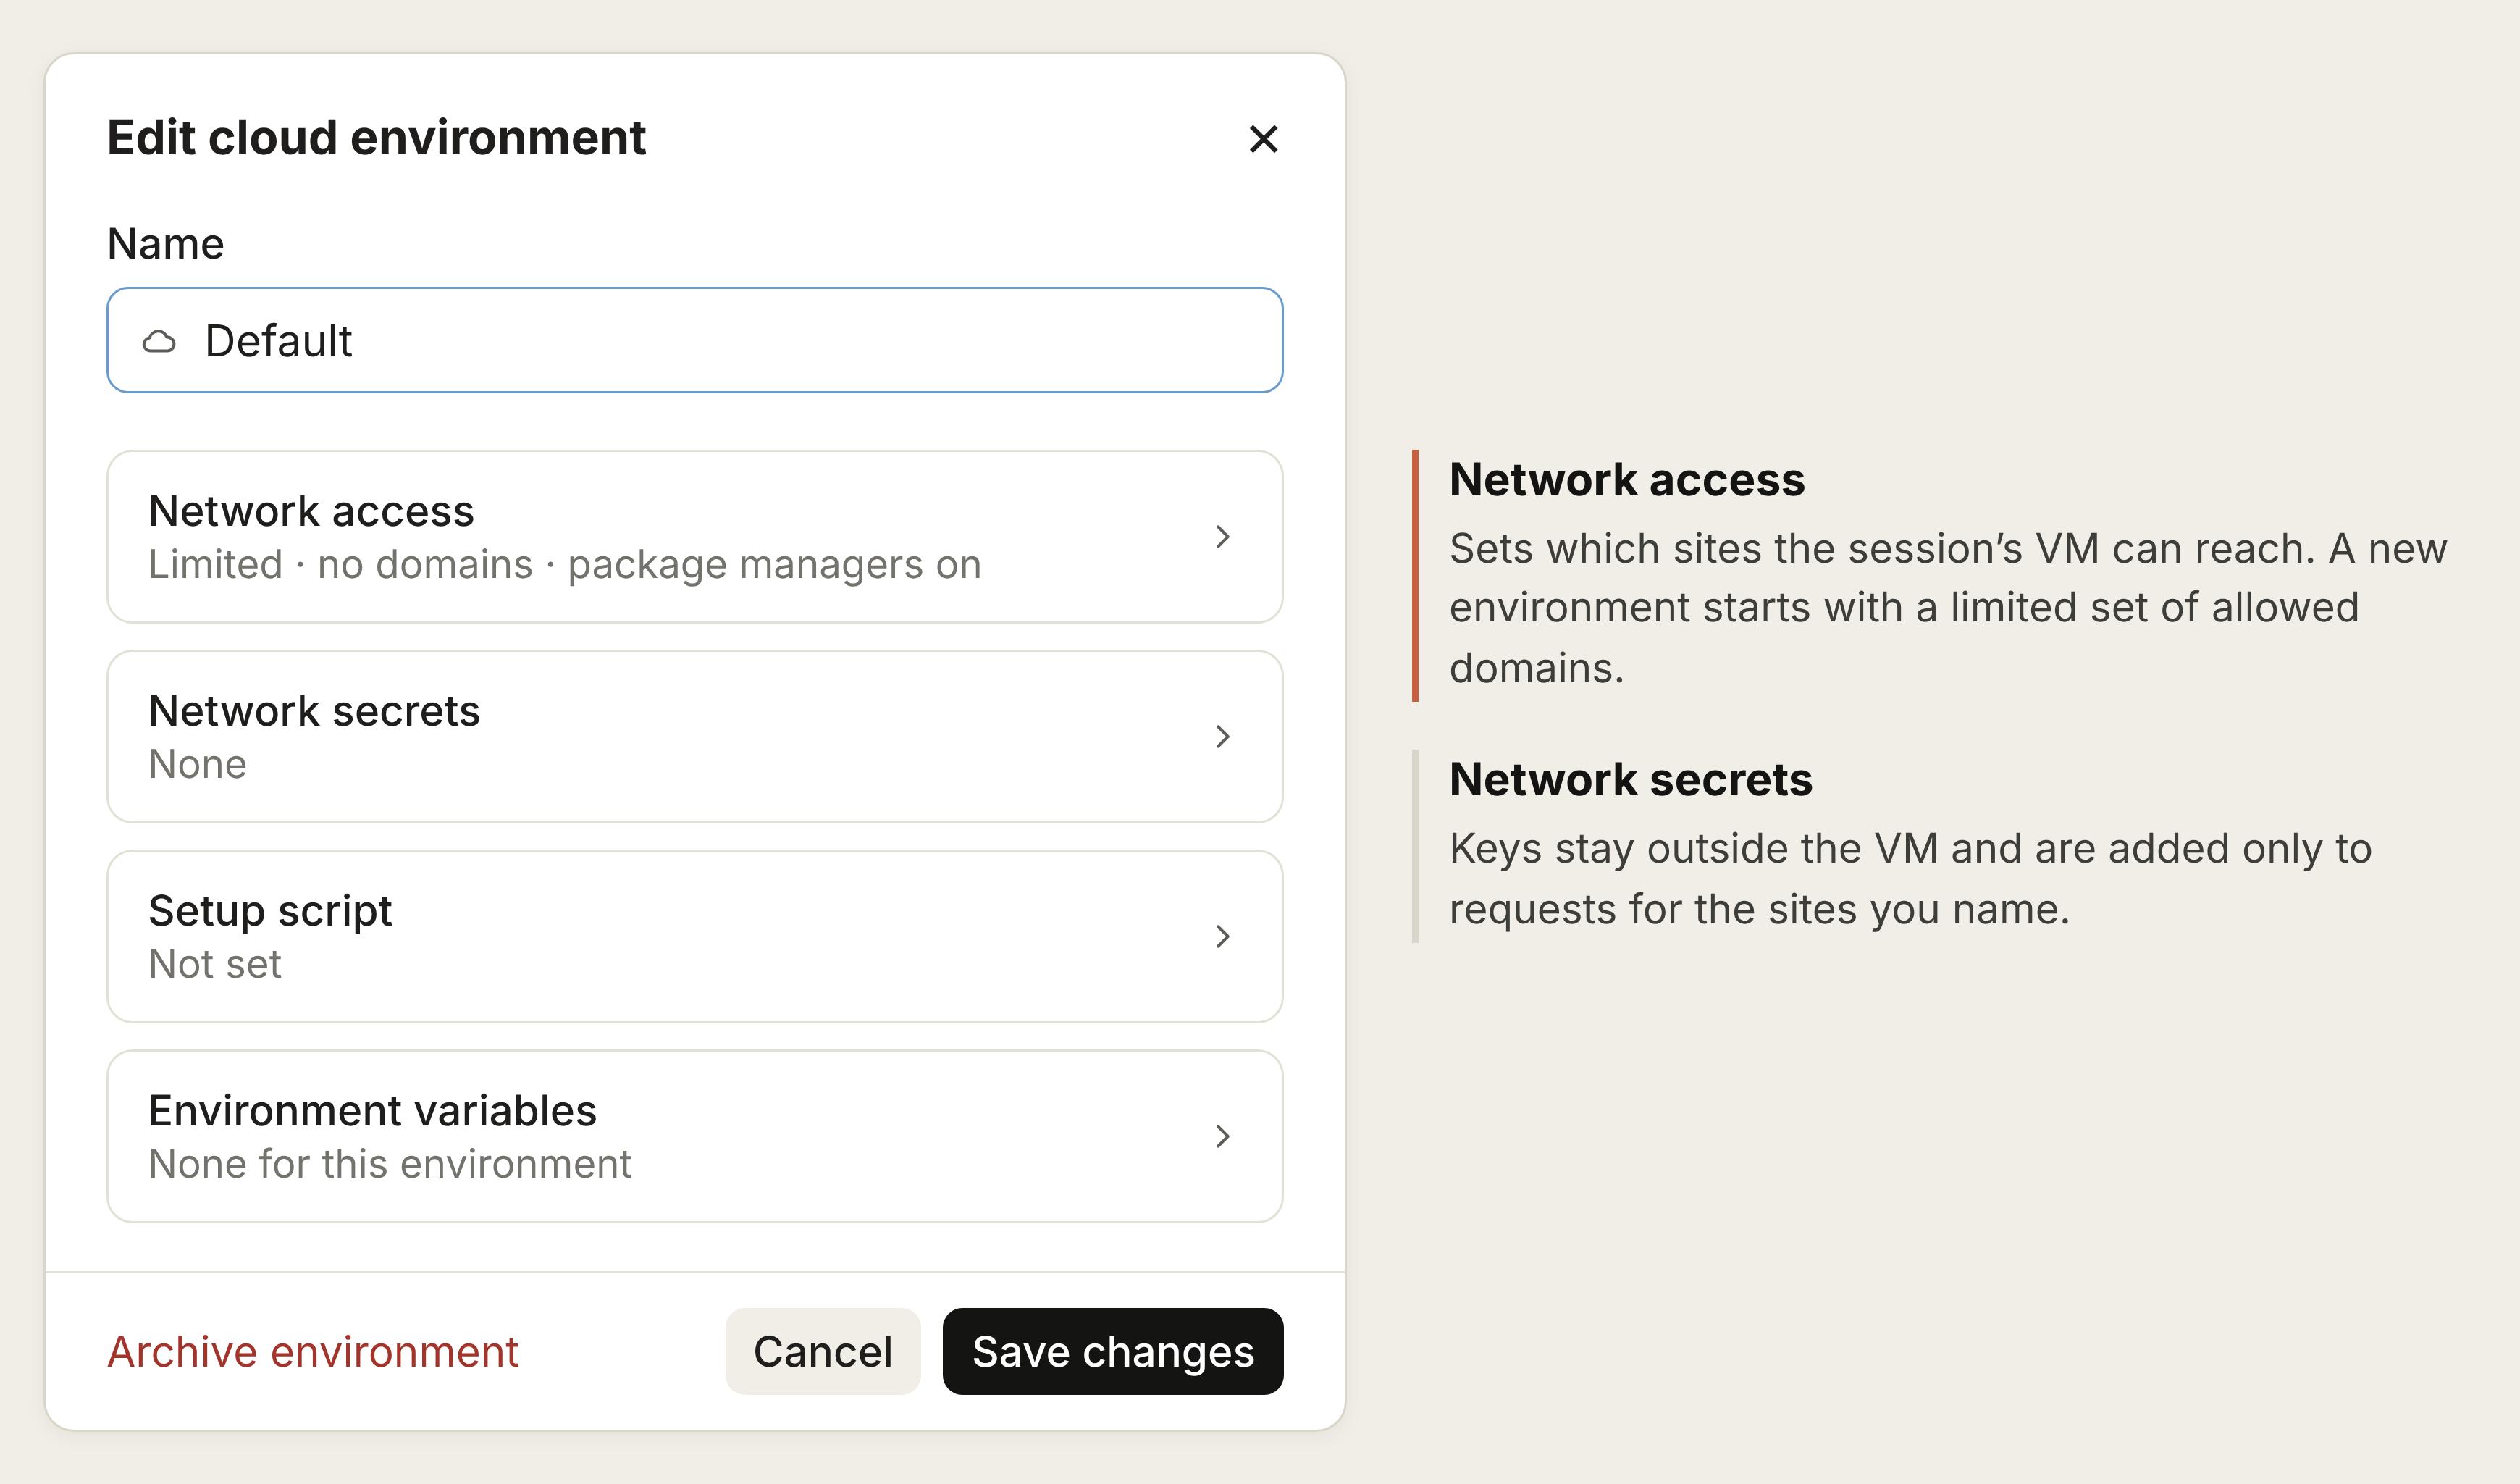 Edit cloud environment
Name
Default
Network access
Limited · no domains · package managers on
Network secrets
None
Setup script
Not set
Environment variables
None for this environment
Archive environment
Cancel
Save changes
Network access
Sets which sites the session’s VM can reach. A new
environment starts with a limited set of allowed
domains.
Network secrets
Keys stay outside the VM and are added only to
requests for the sites you name.